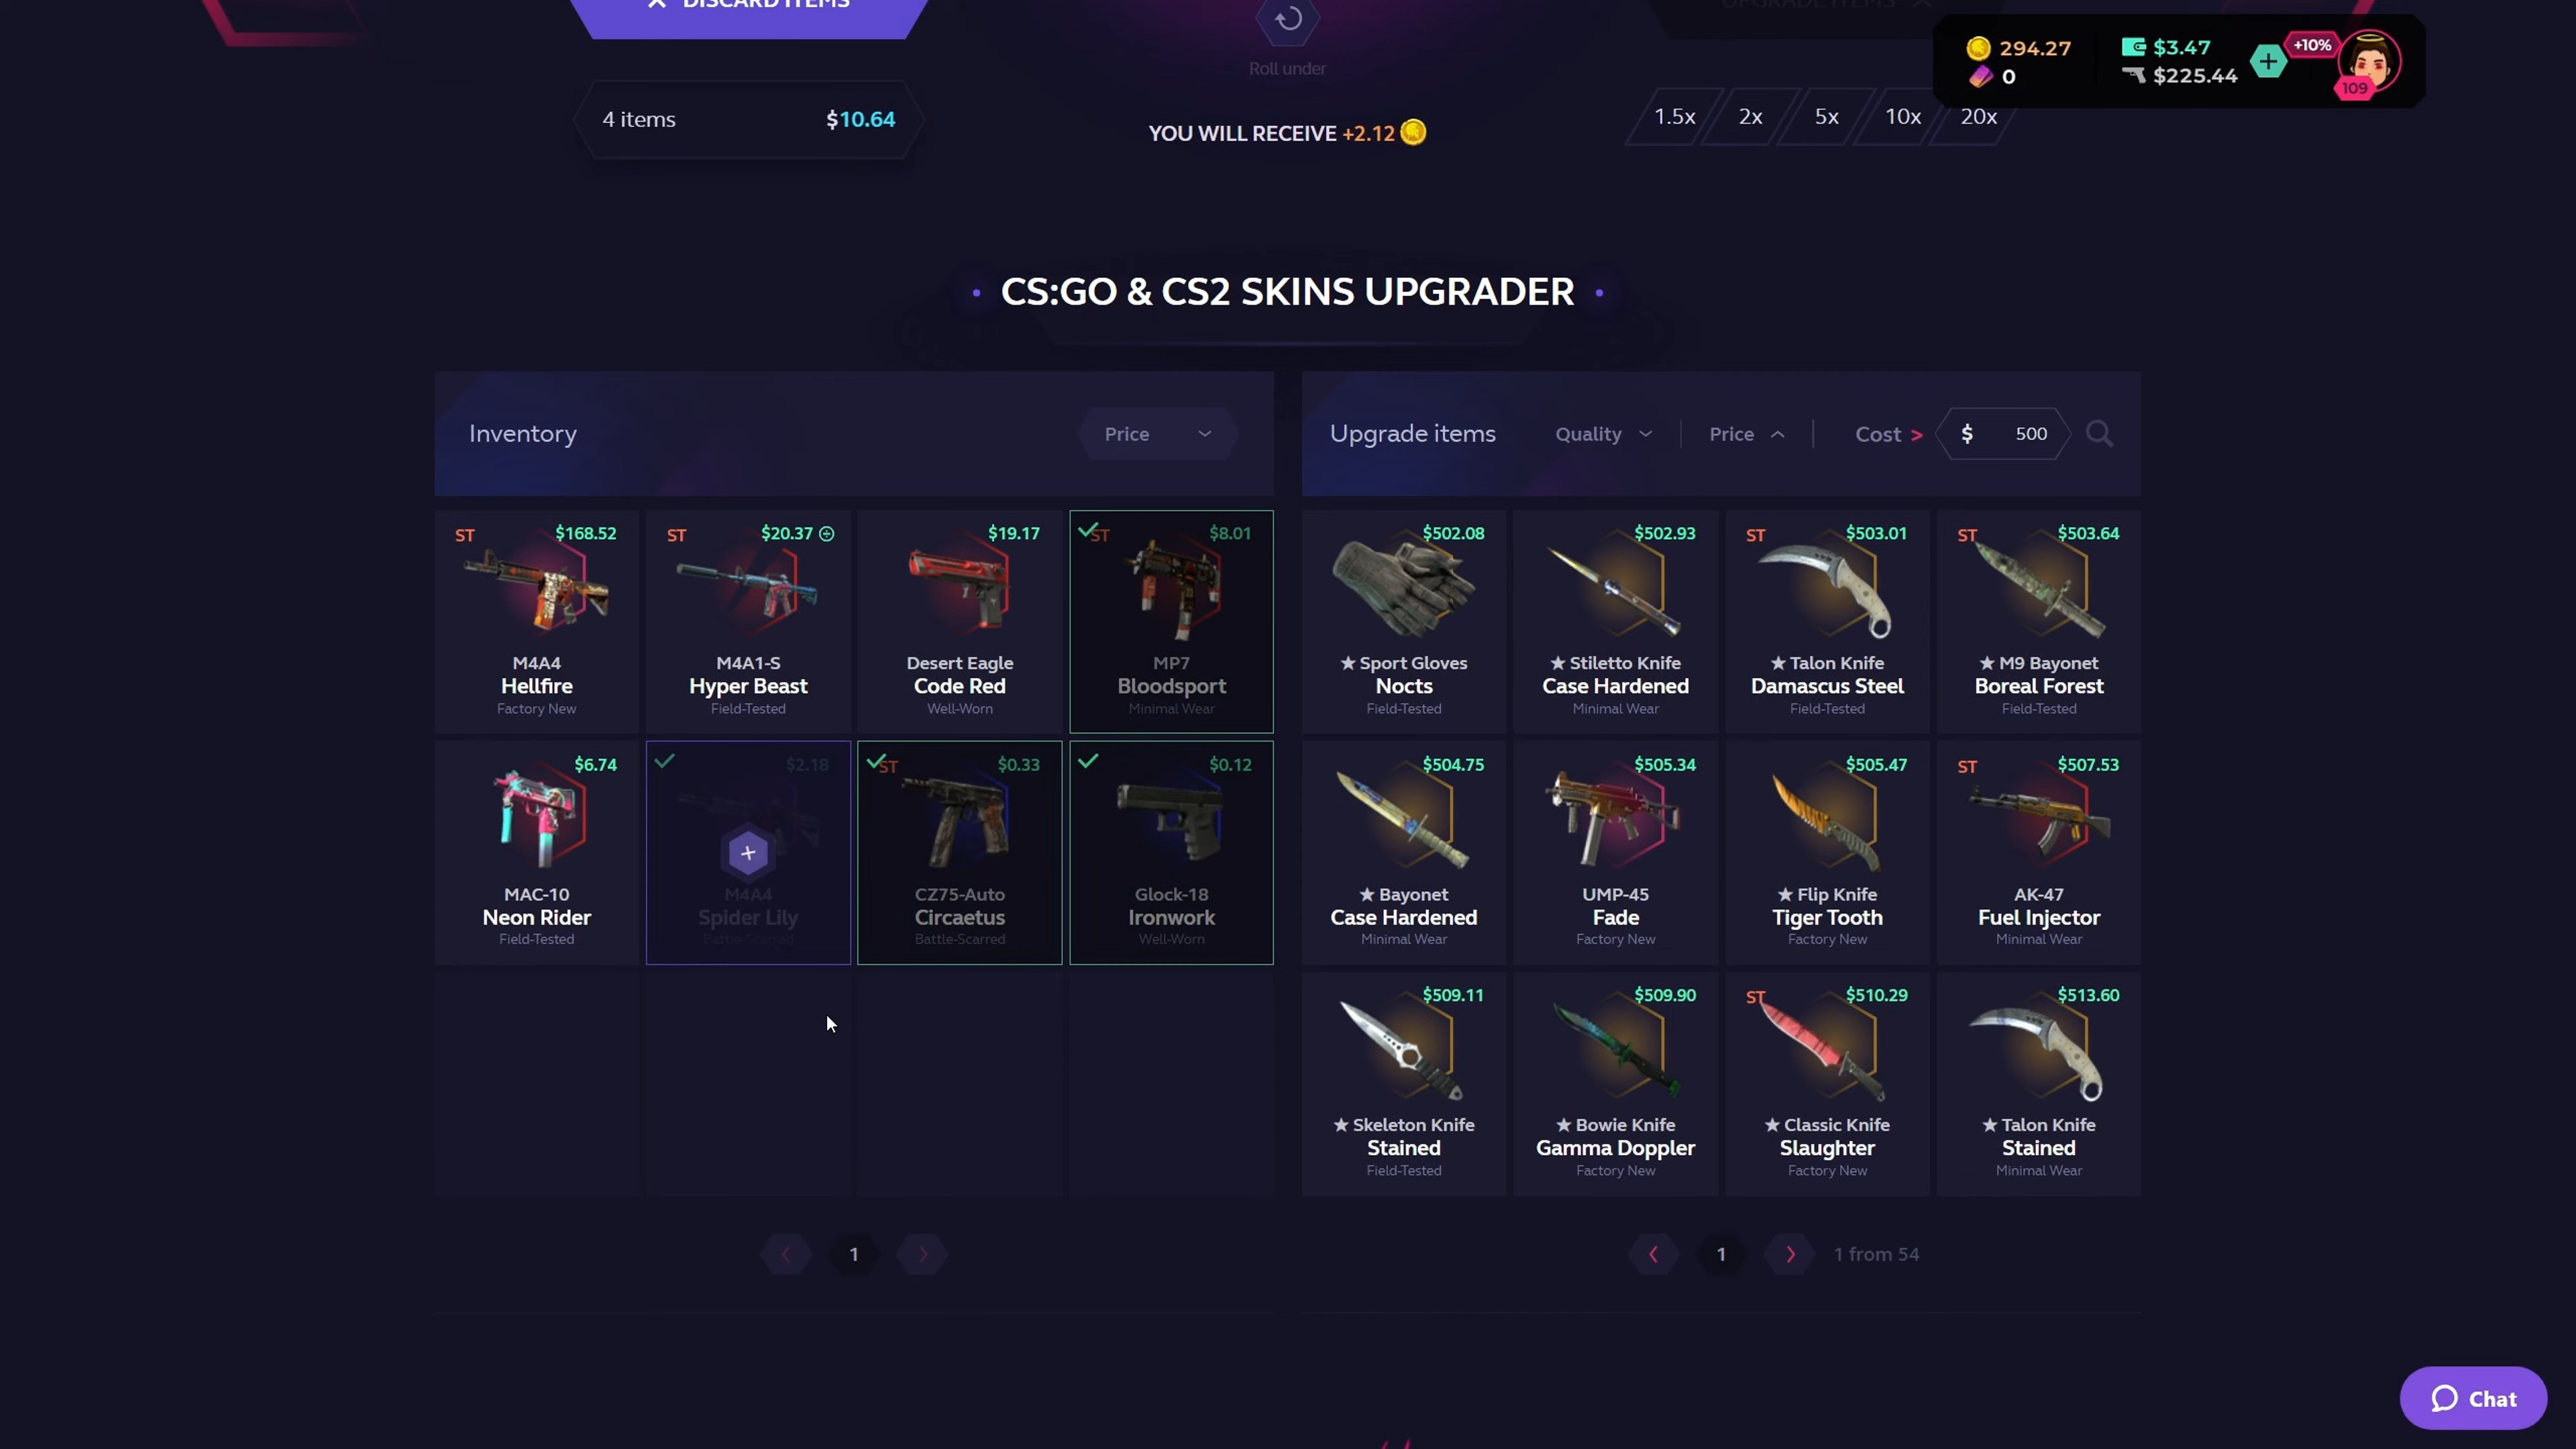 DISCARD ITEMS
UPGRADE ITEMS
294.27
$3.47
+10%
0
$225.44
109
Roll under
4 items
$10.64
YOU WILL RECEIVE +2.12
1.5x
2x
5x
10x
20x
CS:GO & CS2 SKINS UPGRADER
Inventory
Price
Upgrade items
Quality
Price
Cost >
$ 500
ST $168.52
M4A4
Hellfire
Factory New
ST $20.37
M4A1-S
Hyper Beast
Field-Tested
$19.17
Desert Eagle
Code Red
Well-Worn
ST $8.01
MP7
Bloodsport
Minimal Wear
$6.74
MAC-10
Neon Rider
Field-Tested
$2.18
M4A4
Spider Lily
Battle-Scarred
ST $0.33
CZ75-Auto
Circaetus
Battle-Scarred
$0.12
Glock-18
Ironwork
Well-Worn
1
$502.08
★ Sport Gloves
Nocts
Field-Tested
$502.93
★ Stiletto Knife
Case Hardened
Minimal Wear
ST $503.01
★ Talon Knife
Damascus Steel
Field-Tested
ST $503.64
★ M9 Bayonet
Boreal Forest
Field-Tested
$504.75
★ Bayonet
Case Hardened
Minimal Wear
$505.34
UMP-45
Fade
Factory New
$505.47
★ Flip Knife
Tiger Tooth
Factory New
ST $507.53
AK-47
Fuel Injector
Minimal Wear
$509.11
★ Skeleton Knife
Stained
Field-Tested
$509.90
★ Bowie Knife
Gamma Doppler
Factory New
ST $510.29
★ Classic Knife
Slaughter
Factory New
$513.60
★ Talon Knife
Stained
Minimal Wear
1
1 from 54
Chat